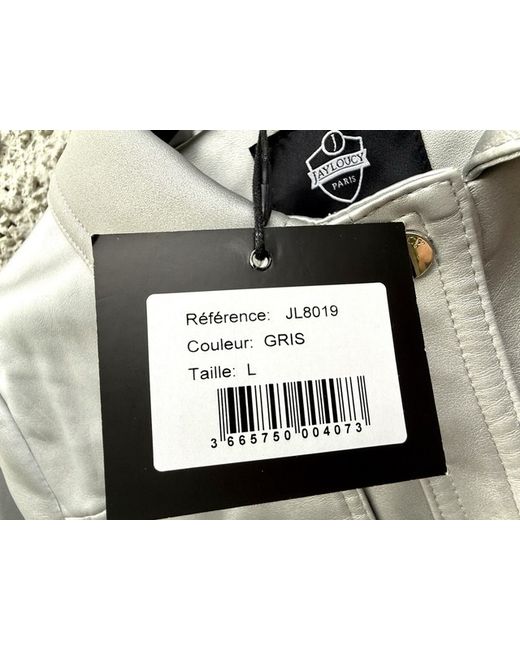 J
JAYLOUCY
PARIS
Référence: JL8019
Couleur: GRIS
Taille: L
3 665750 004073